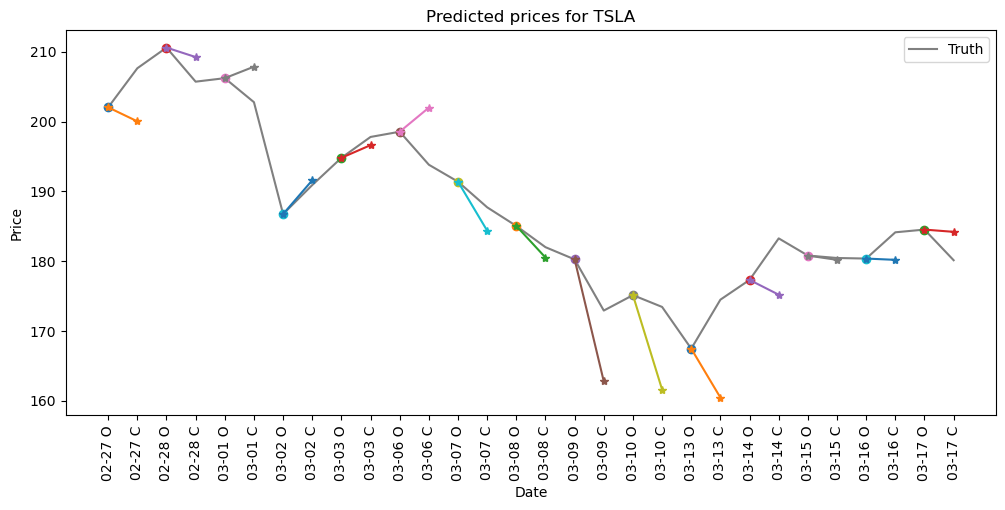 Predicted prices for TSLA
Truth
Price
210
200
190
180
170
160
02-27 O
02-27 C
02-28 O
02-28 C
03-01 O
03-01 C
03-02 O
03-02 C
03-03 O
03-03 C
03-06 O
03-06 C
03-07 O
03-07 C
03-08 O
03-08 C
03-09 O
03-09 C
03-10 O
03-10 C
03-13 O
03-13 C
03-14 O
03-14 C
03-15 O
03-15 C
03-16 O
03-16 C
03-17 O
03-17 C
Date